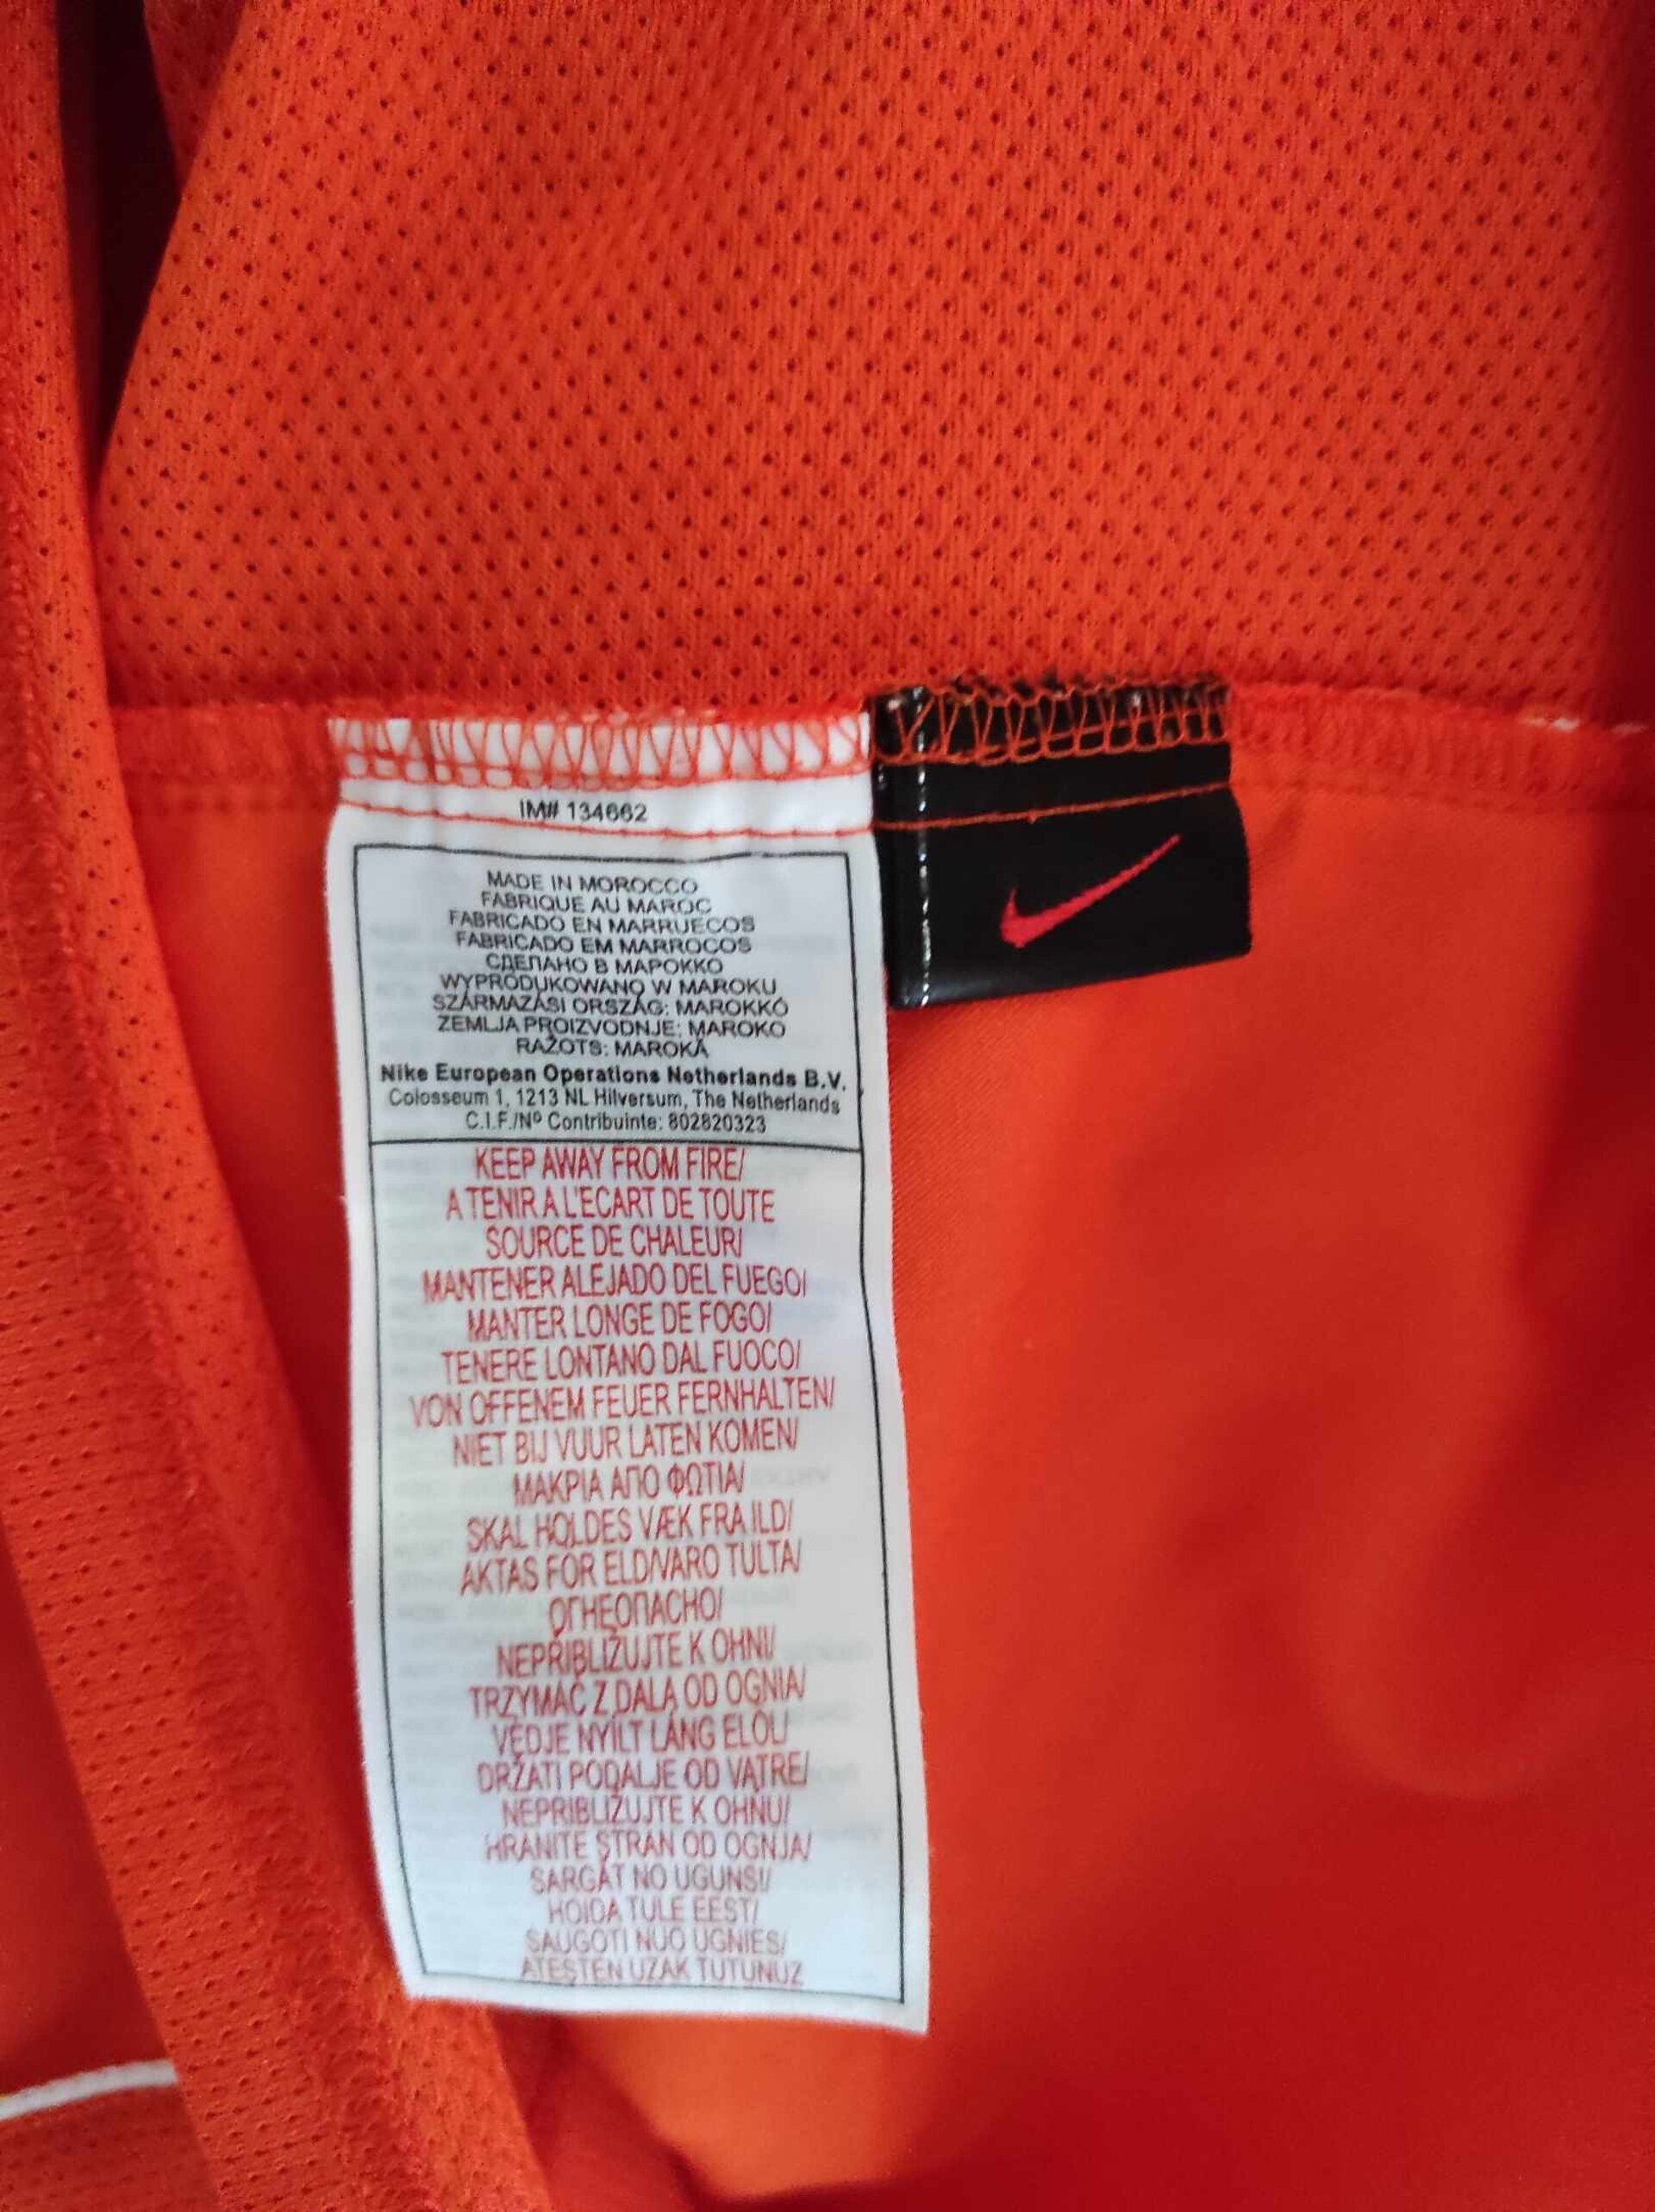 IM# 134662
MADE IN MOROCCO
FABRIQUE AU MAROC
FABRICADO EN MARRUECOS
FABRICADO EM MARROCOS
СДЕЛАНО В МАРОККО
WYPRODUKOWANO W MAROKU
SZÁRMAZÁSI ORSZÁG: MAROKKÓ
ZEMLJA PROIZVODNJE: MAROKO
RAŽOTS: MAROKĀ
Nike European Operations Netherlands B.V.
Colosseum 1, 1213 NL Hilversum, The Netherlands
C.I.F./Nº Contribuinte: 802820323
KEEP AWAY FROM FIRE/
A TENIR A L'ECART DE TOUTE
SOURCE DE CHALEUR/
MANTENER ALEJADO DEL FUEGO/
MANTER LONGE DE FOGO/
TENERE LONTANO DAL FUOCO/
VON OFFENEM FEUER FERNHALTEN/
NIET BIJ VUUR LATEN KOMEN/
ΜΑΚΡΙΑ ΑΠΟ ΦΩΤΙΑ/
SKAL HOLDES VÆK FRA ILD/
AKTAS FOR ELD/VARO TULTA/
ОГНЕОПАСНО/
NEPŘIBLIŽUJTE K OHNI/
TRZYMAĆ Z DALA OD OGNIA/
VÉDJE NYÍLT LÁNG ELŐL/
DRŽATI PODALJE OD VATRE/
NEPRIBLIŽUJTE K OHŇU/
HRANITE STRAN OD OGNJA/
SARGĀT NO UGUNS!/
HOIDA TULE EEST/
SAUGOTI NUO UGNIES/
ATEŞTEN UZAK TUTUNUZ